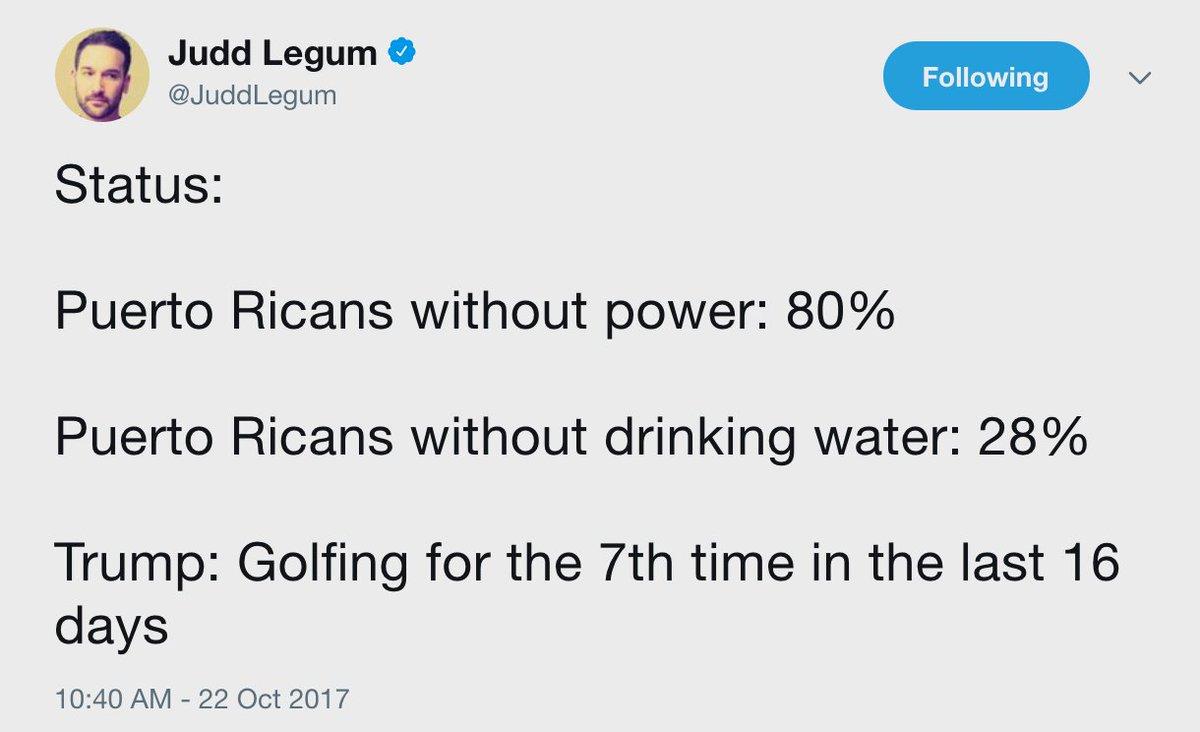 Judd Legum
@JuddLegum
Following
Status:
Puerto Ricans without power: 80%
Puerto Ricans without drinking water: 28%
Trump: Golfing for the 7th time in the last 16
days
10:40 AM - 22 Oct 2017